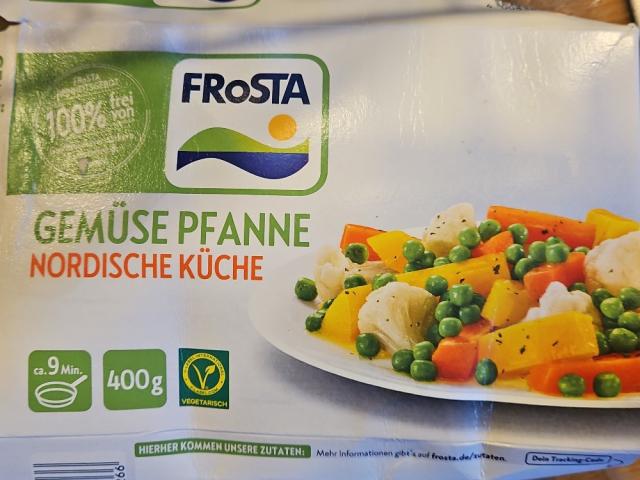 FRoSTA
100% frei von
GEMÜSE PFANNE
NORDISCHE KÜCHE
ca. 9 Min.
400g
VEGETARISCH
HIERHER KOMMEN UNSERE ZUTATEN: Mehr Informationen gibt's auf frosta.de/zutaten.
Dein Tracking-Code